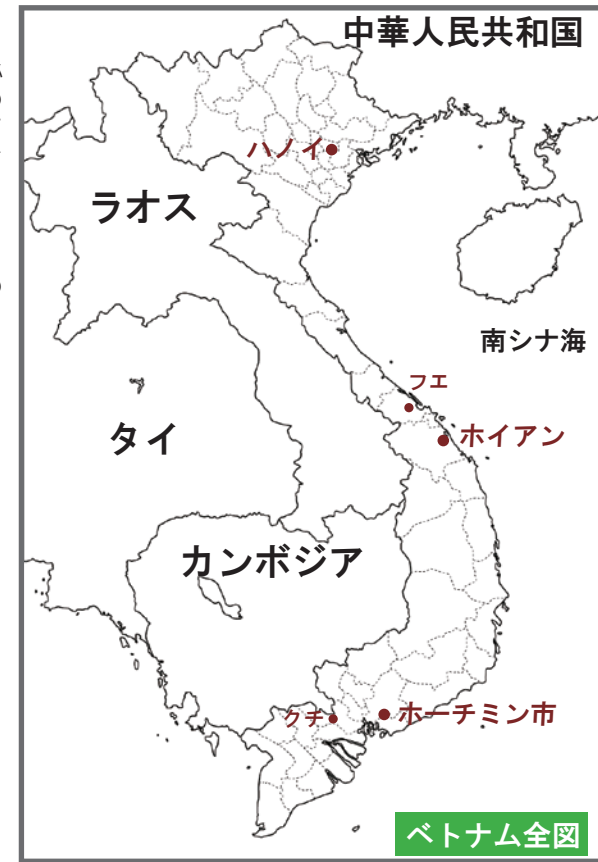 中華人民共和国
ハノイ
ラオス
南シナ海
フエ
ホイアン
タイ
カンボジア
クチ
ホーチミン市
ベトナム全図